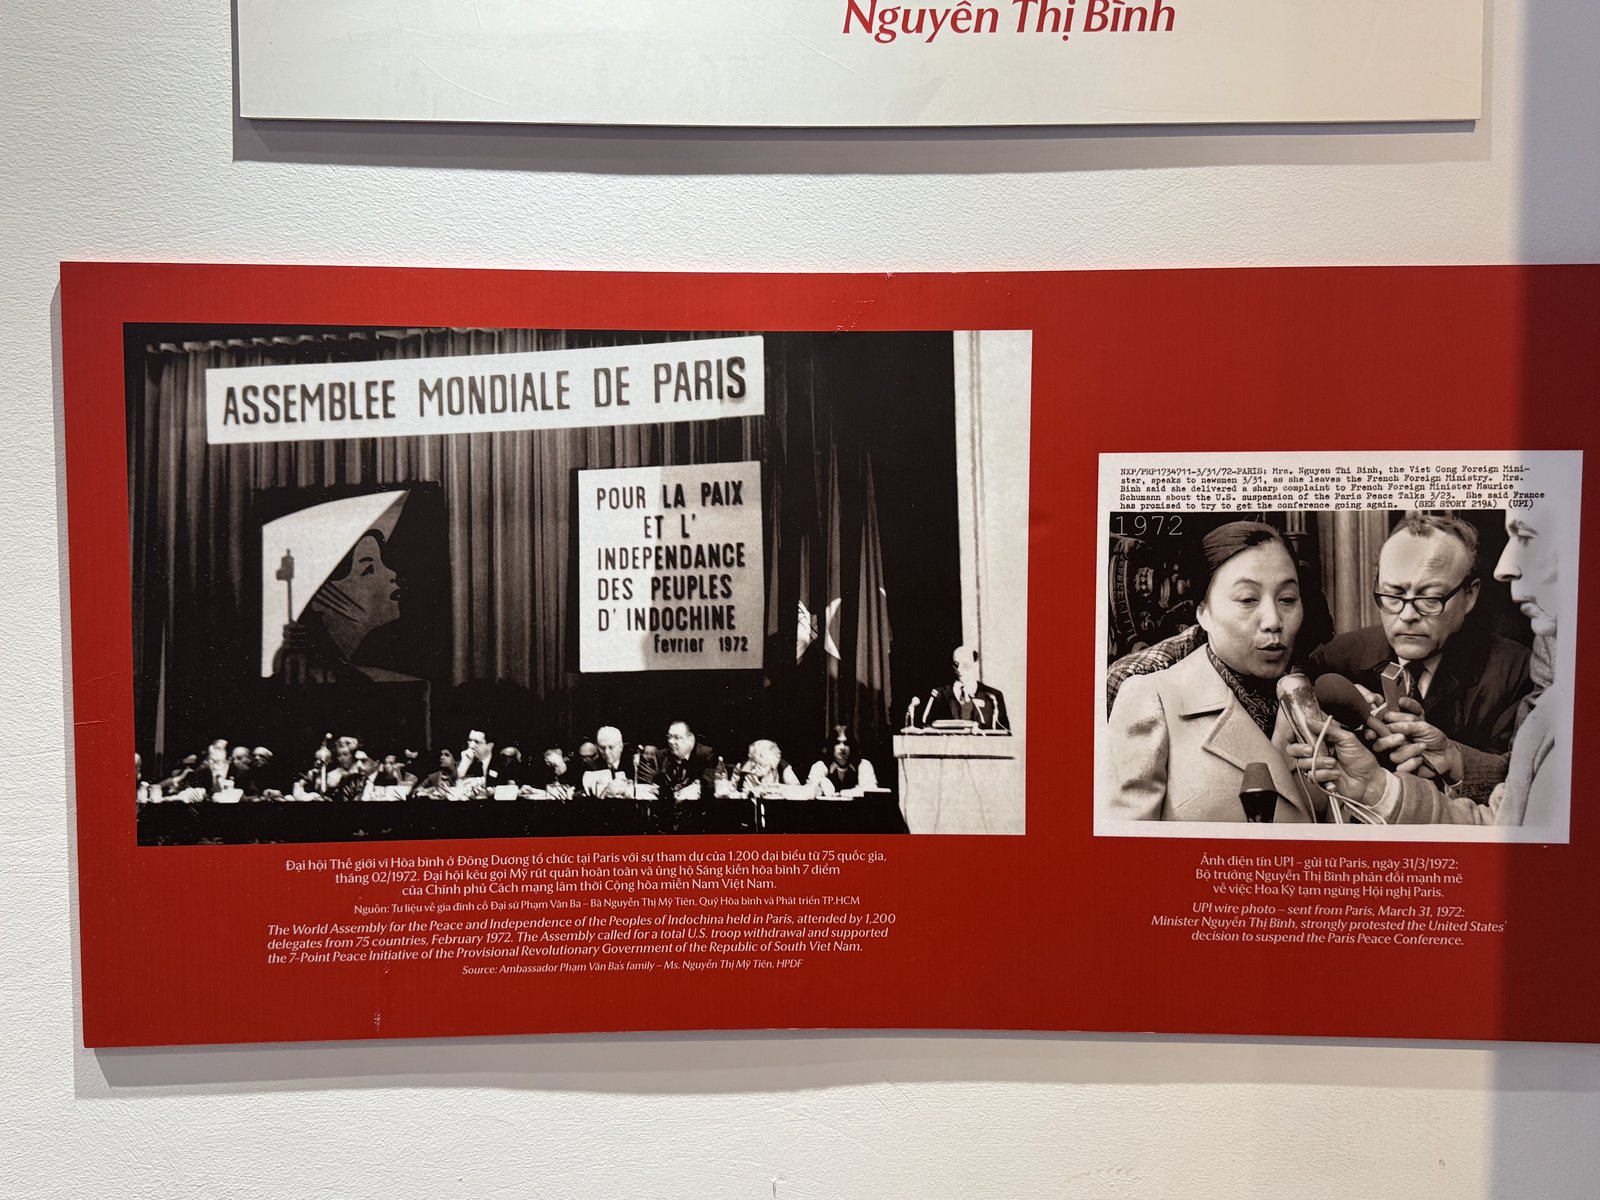 Nguyễn Thị Bình
ASSEMBLEE MONDIALE DE PARIS
POUR LA PAIX
ET L'
INDEPENDANCE
DES PEUPLES
D' INDOCHINE
fevrier 1972
Đại hội Thế giới vì Hòa bình ở Đông Dương tổ chức tại Paris với sự tham dự của 1.200 đại biểu từ 75 quốc gia,
tháng 02/1972. Đại hội kêu gọi Mỹ rút quân hoàn toàn và ủng hộ Sáng kiến hòa bình 7 điểm
của Chính phủ Cách mạng lâm thời Cộng hòa miền Nam Việt Nam.
Nguồn: Tư liệu về gia đình cố Đại sứ Phạm Văn Ba – Bà Nguyễn Thị Mỹ Tiên, Quỹ Hòa bình và Phát triển TP.HCM
The World Assembly for the Peace and Independence of the Peoples of Indochina held in Paris, attended by 1,200
delegates from 75 countries, February 1972. The Assembly called for a total U.S. troop withdrawal and supported
the 7-Point Peace Initiative of the Provisional Revolutionary Government of the Republic of South Viet Nam.
Source: Ambassador Phạm Văn Ba's family – Ms. Nguyễn Thị Mỹ Tiên, HPDF
NXP/PRP1734711-3/31/72-PARIS: Mrs. Nguyen Thi Binh, the Viet Cong Foreign Mini-
ster, speaks to newsmen 3/31, as she leaves the French Foreign Ministry. Mrs.
Binh said she delivered a sharp complaint to French Foreign Minister Maurice
Schumann about the U.S. suspension of the Paris Peace Talks 3/23. She said France
has promised to try to get the conference going again. (SEE STORY 219A) (UPI)
1972
Ảnh điện tín UPI – gửi từ Paris, ngày 31/3/1972:
Bộ trưởng Nguyễn Thị Bình phản đối mạnh mẽ
về việc Hoa Kỳ tạm ngừng Hội nghị Paris.
UPI wire photo – sent from Paris, March 31, 1972:
Minister Nguyễn Thị Bình, strongly protested the United States'
decision to suspend the Paris Peace Conference.